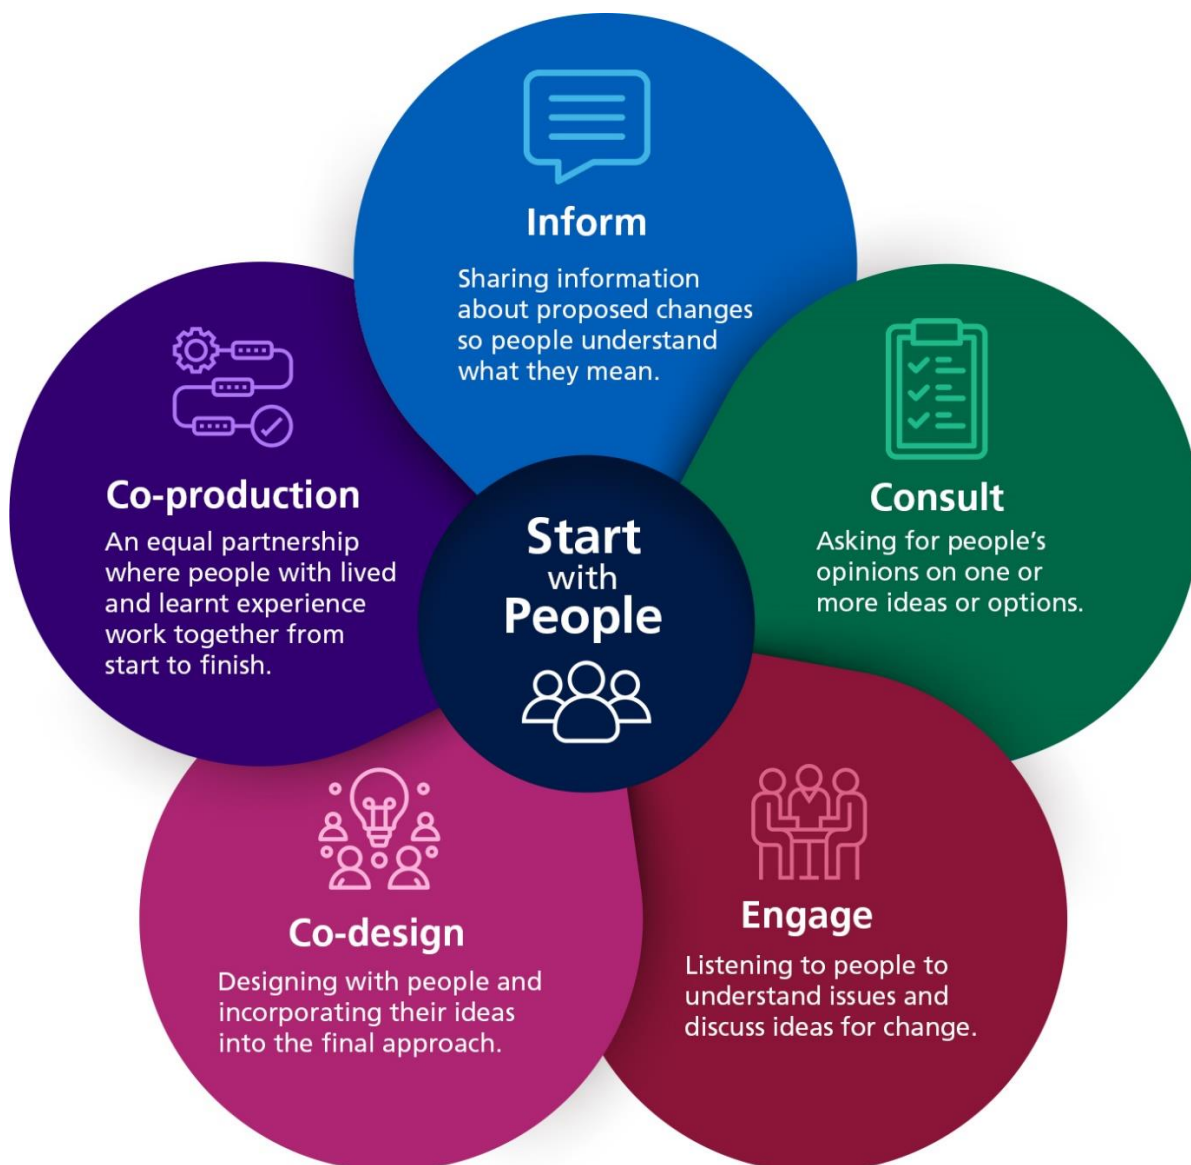 Inform
Sharing information
about proposed changes
so people understand
what they mean.
Consult
Asking for people’s
opinions on one or
more ideas or options.
Engage
Listening to people to
understand issues and
discuss ideas for change.
Co-design
Designing with people and
incorporating their ideas
into the final approach.
Co-production
An equal partnership
where people with lived
and learnt experience
work together from
start to finish.
Start
with
People